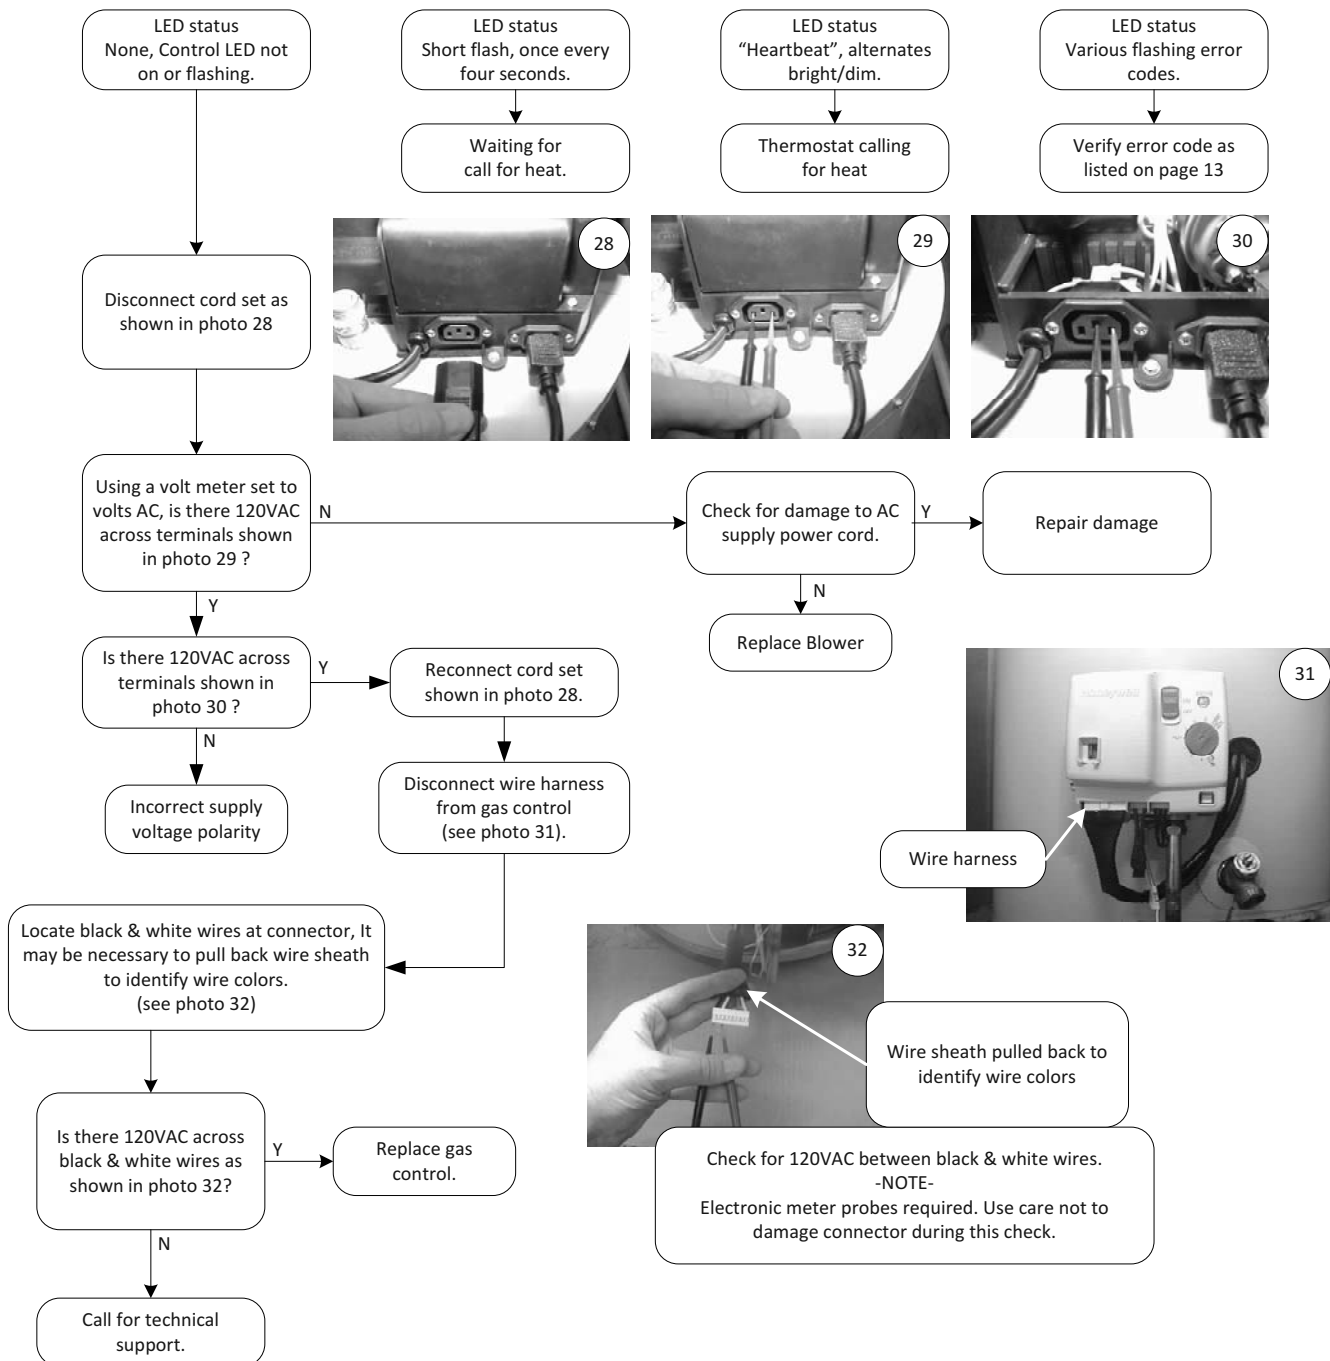 LED status
None, Control LED not
on or flashing.
LED status
Short flash, once every
four seconds.
LED status
“Heartbeat”, alternates
bright/dim.
LED status
Various flashing error
codes.
Waiting for
call for heat.
Thermostat calling
for heat
Verify error code as
listed on page 13
28
29
30
Disconnect cord set as
shown in photo 28
Using a volt meter set to
volts AC, is there 120VAC
across terminals shown
in photo 29 ?
N
Check for damage to AC
supply power cord.
Y
Repair damage
Y
N
Replace Blower
Is there 120VAC across
terminals shown in
photo 30 ?
Y
Reconnect cord set
shown in photo 28.
31
N
Incorrect supply
voltage polarity
Disconnect wire harness
from gas control
(see photo 31).
Wire harness
Locate black & white wires at connector, It
may be necessary to pull back wire sheath
to identify wire colors.
(see photo 32)
32
Wire sheath pulled back to
identify wire colors
Is there 120VAC across
black & white wires as
shown in photo 32?
Y
Replace gas
control.
Check for 120VAC between black & white wires.
-NOTE-
Electronic meter probes required. Use care not to
damage connector during this check.
N
Call for technical
support.